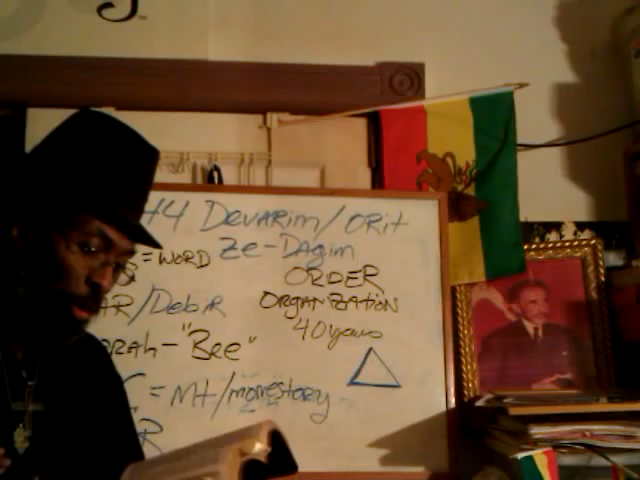 44 DEVARIM/ORIT
ZE-DAGIM
= WORD
ORDER
ORGANIZATION
AR/DebiR
40 years
ORAH - "Bee"
= Mt/monestory
R